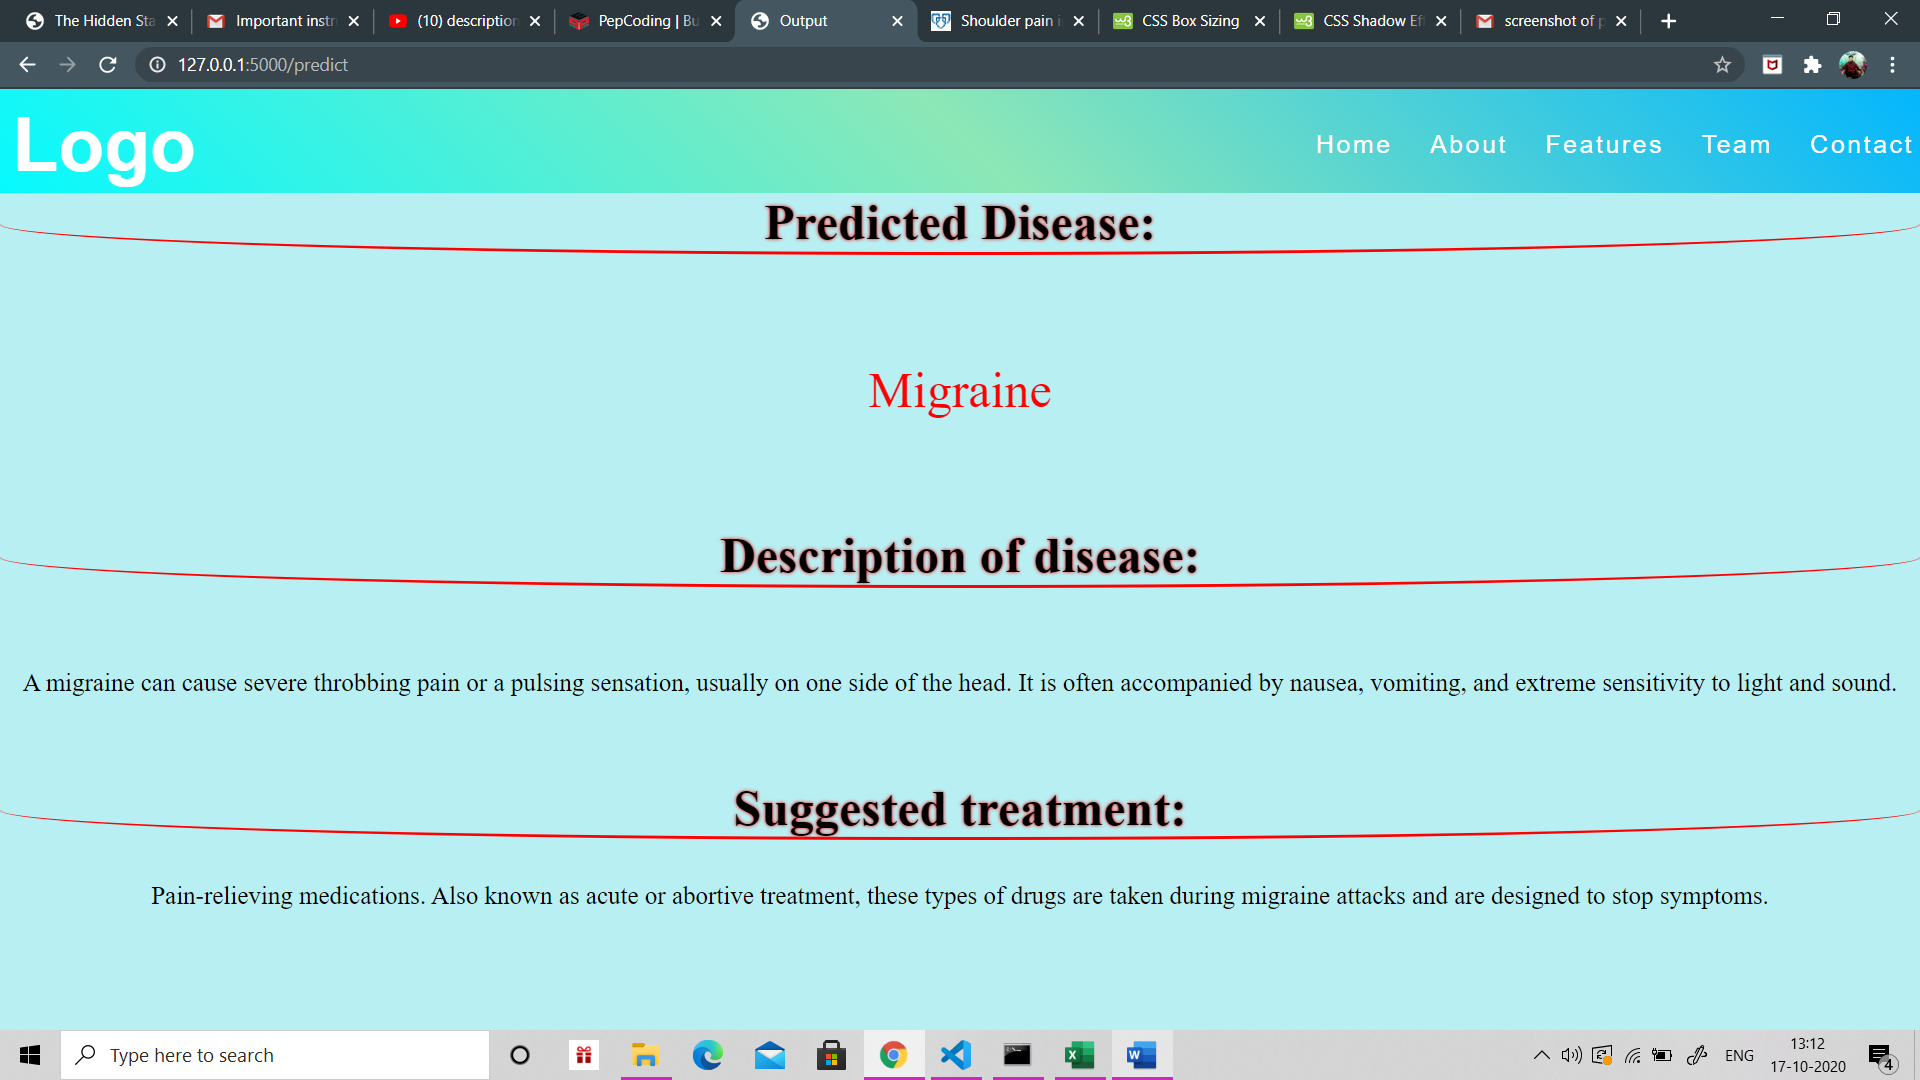 The Hidden Sta
Important instr
(10) description
PepCoding | Bu
Output
Shoulder pain i
CSS Box Sizing
CSS Shadow Ef
screenshot of p
127.0.0.1:5000/predict
Logo
Home
About
Features
Team
Contact
Predicted Disease:
Migraine
Description of disease:
A migraine can cause severe throbbing pain or a pulsing sensation, usually on one side of the head. It is often accompanied by nausea, vomiting, and extreme sensitivity to light and sound.
Suggested treatment:
Pain-relieving medications. Also known as acute or abortive treatment, these types of drugs are taken during migraine attacks and are designed to stop symptoms.
Type here to search
ENG
13:12
17-10-2020
4